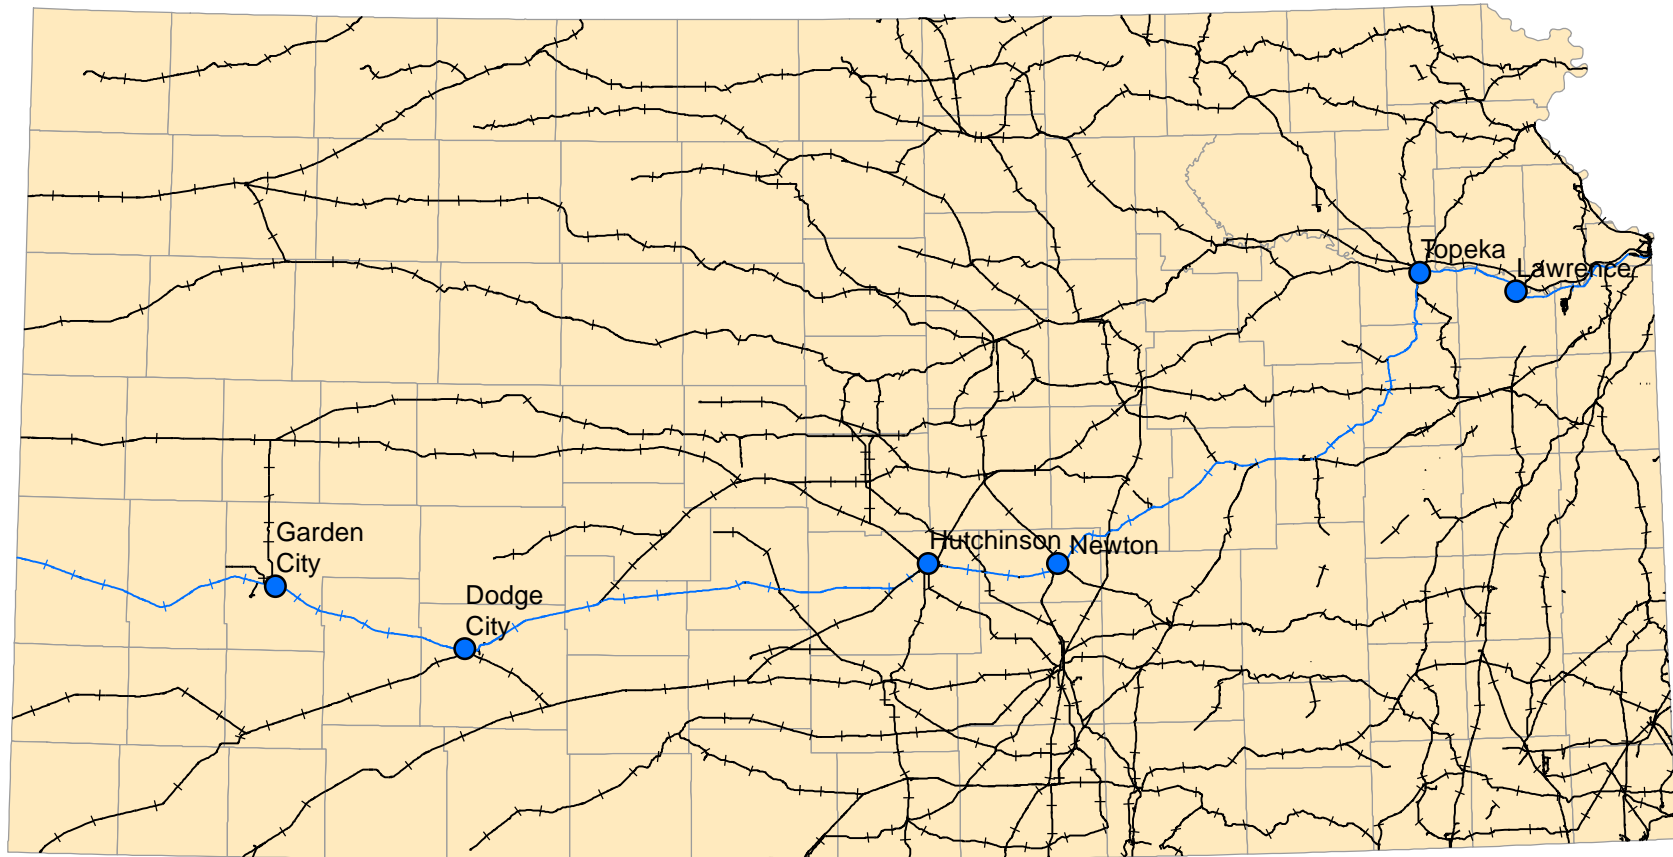 Topeka
Lawrence
Garden
City
Hutchinson
Newton
Dodge
City